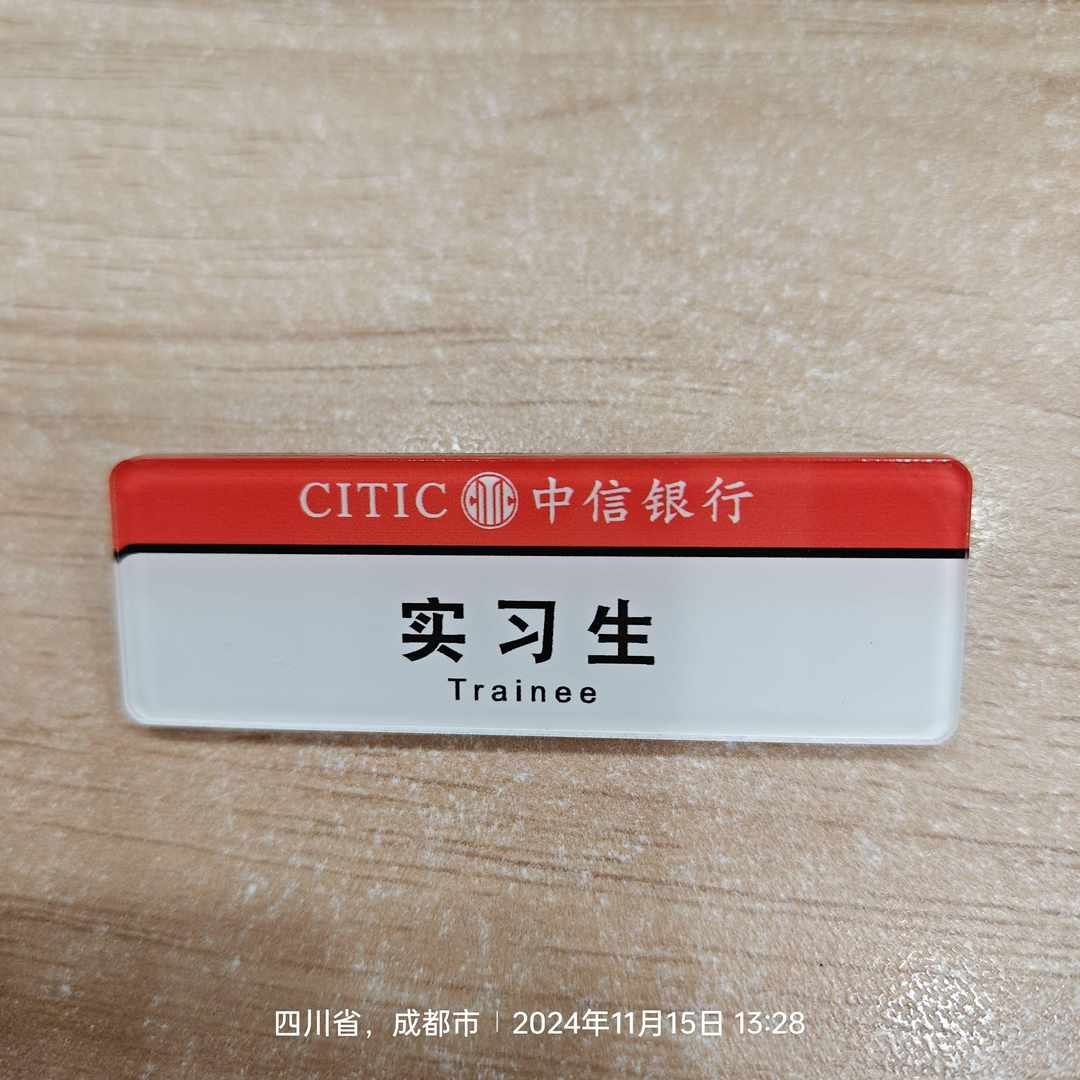 CITIC 中信银行
实习生
Trainee
四川省，成都市 | 2024年11月15日 13:28